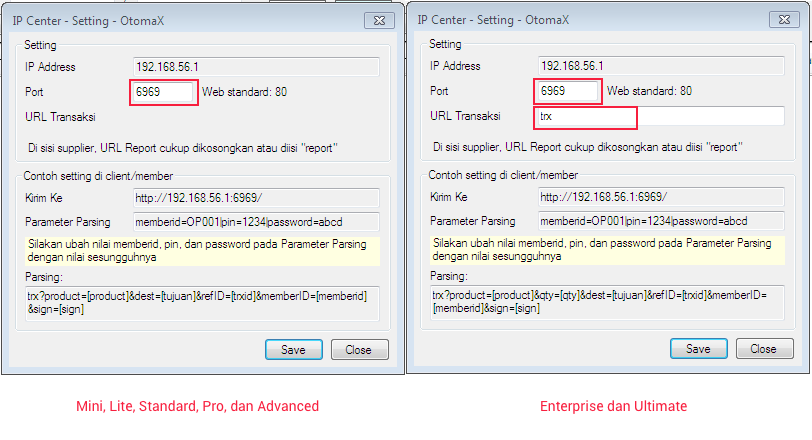 IP Center - Setting - OtomaX
Setting
IP Address 192.168.56.1
Port 6969 Web standard: 80
URL Transaksi
Di sisi supplier, URL Report cukup dikosongkan atau diisi "report"
Contoh setting di client/member
Kirim Ke http://192.168.56.1:6969/
Parameter Parsing memberid=OP001|pin=1234|password=abcd
Silakan ubah nilai memberid, pin, dan password pada Parameter Parsing
dengan nilai sesungguhnya
Parsing:
trx?product=[product]&dest=[tujuan]&refID=[trxid]&memberID=[memberid]
&sign=[sign]
Save Close
Mini, Lite, Standard, Pro, dan Advanced
IP Center - Setting - OtomaX
Setting
IP Address 192.168.56.1
Port 6969 Web standard: 80
URL Transaksi trx
Di sisi supplier, URL Report cukup dikosongkan atau diisi "report"
Contoh setting di client/member
Kirim Ke http://192.168.56.1:6969/
Parameter Parsing memberid=OP001|pin=1234|password=abcd
Silakan ubah nilai memberid, pin, dan password pada Parameter Parsing
dengan nilai sesungguhnya
Parsing:
trx?product=[product]&qty=[qty]&dest=[tujuan]&refID=[trxid]&memberID=
[memberid]&sign=[sign]
Save Close
Enterprise dan Ultimate